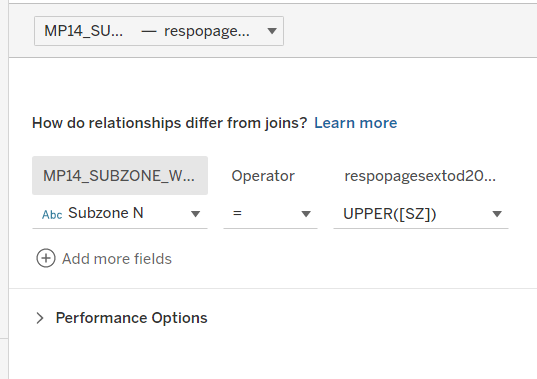 MP14_SU... — respopage...
How do relationships differ from joins? Learn more
MP14_SUBZONE_W... Operator respopagesextod20...
Abc Subzone N = UPPER([SZ])
Add more fields
Performance Options